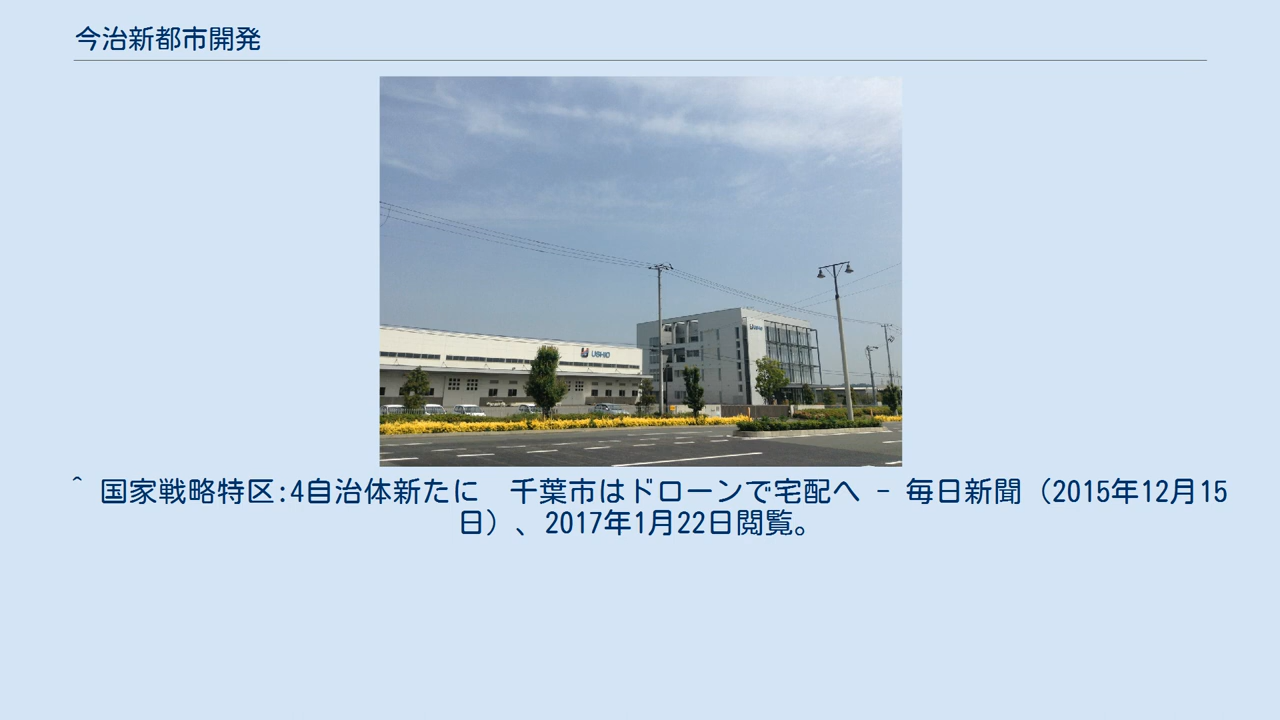 今治新都市開発
USHIO
^ 国家戦略特区:4自治体新たに　千葉市はドローンで宅配へ - 毎日新聞（2015年12月15
日）、2017年1月22日閲覧。